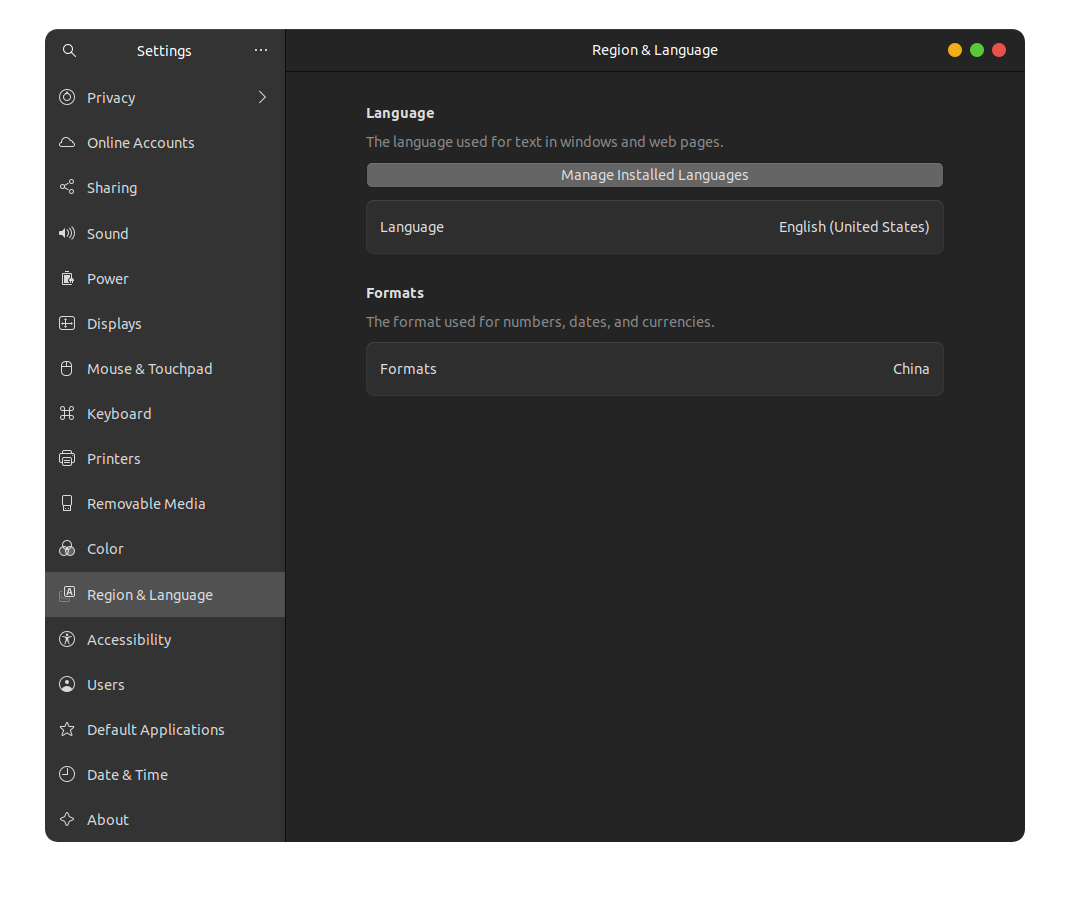 Settings
Privacy
Online Accounts
Sharing
Sound
Power
Displays
Mouse & Touchpad
Keyboard
Printers
Removable Media
Color
Region & Language
Accessibility
Users
Default Applications
Date & Time
About
Region & Language
Language
The language used for text in windows and web pages.
Manage Installed Languages
Language English (United States)
Formats
The format used for numbers, dates, and currencies.
Formats China